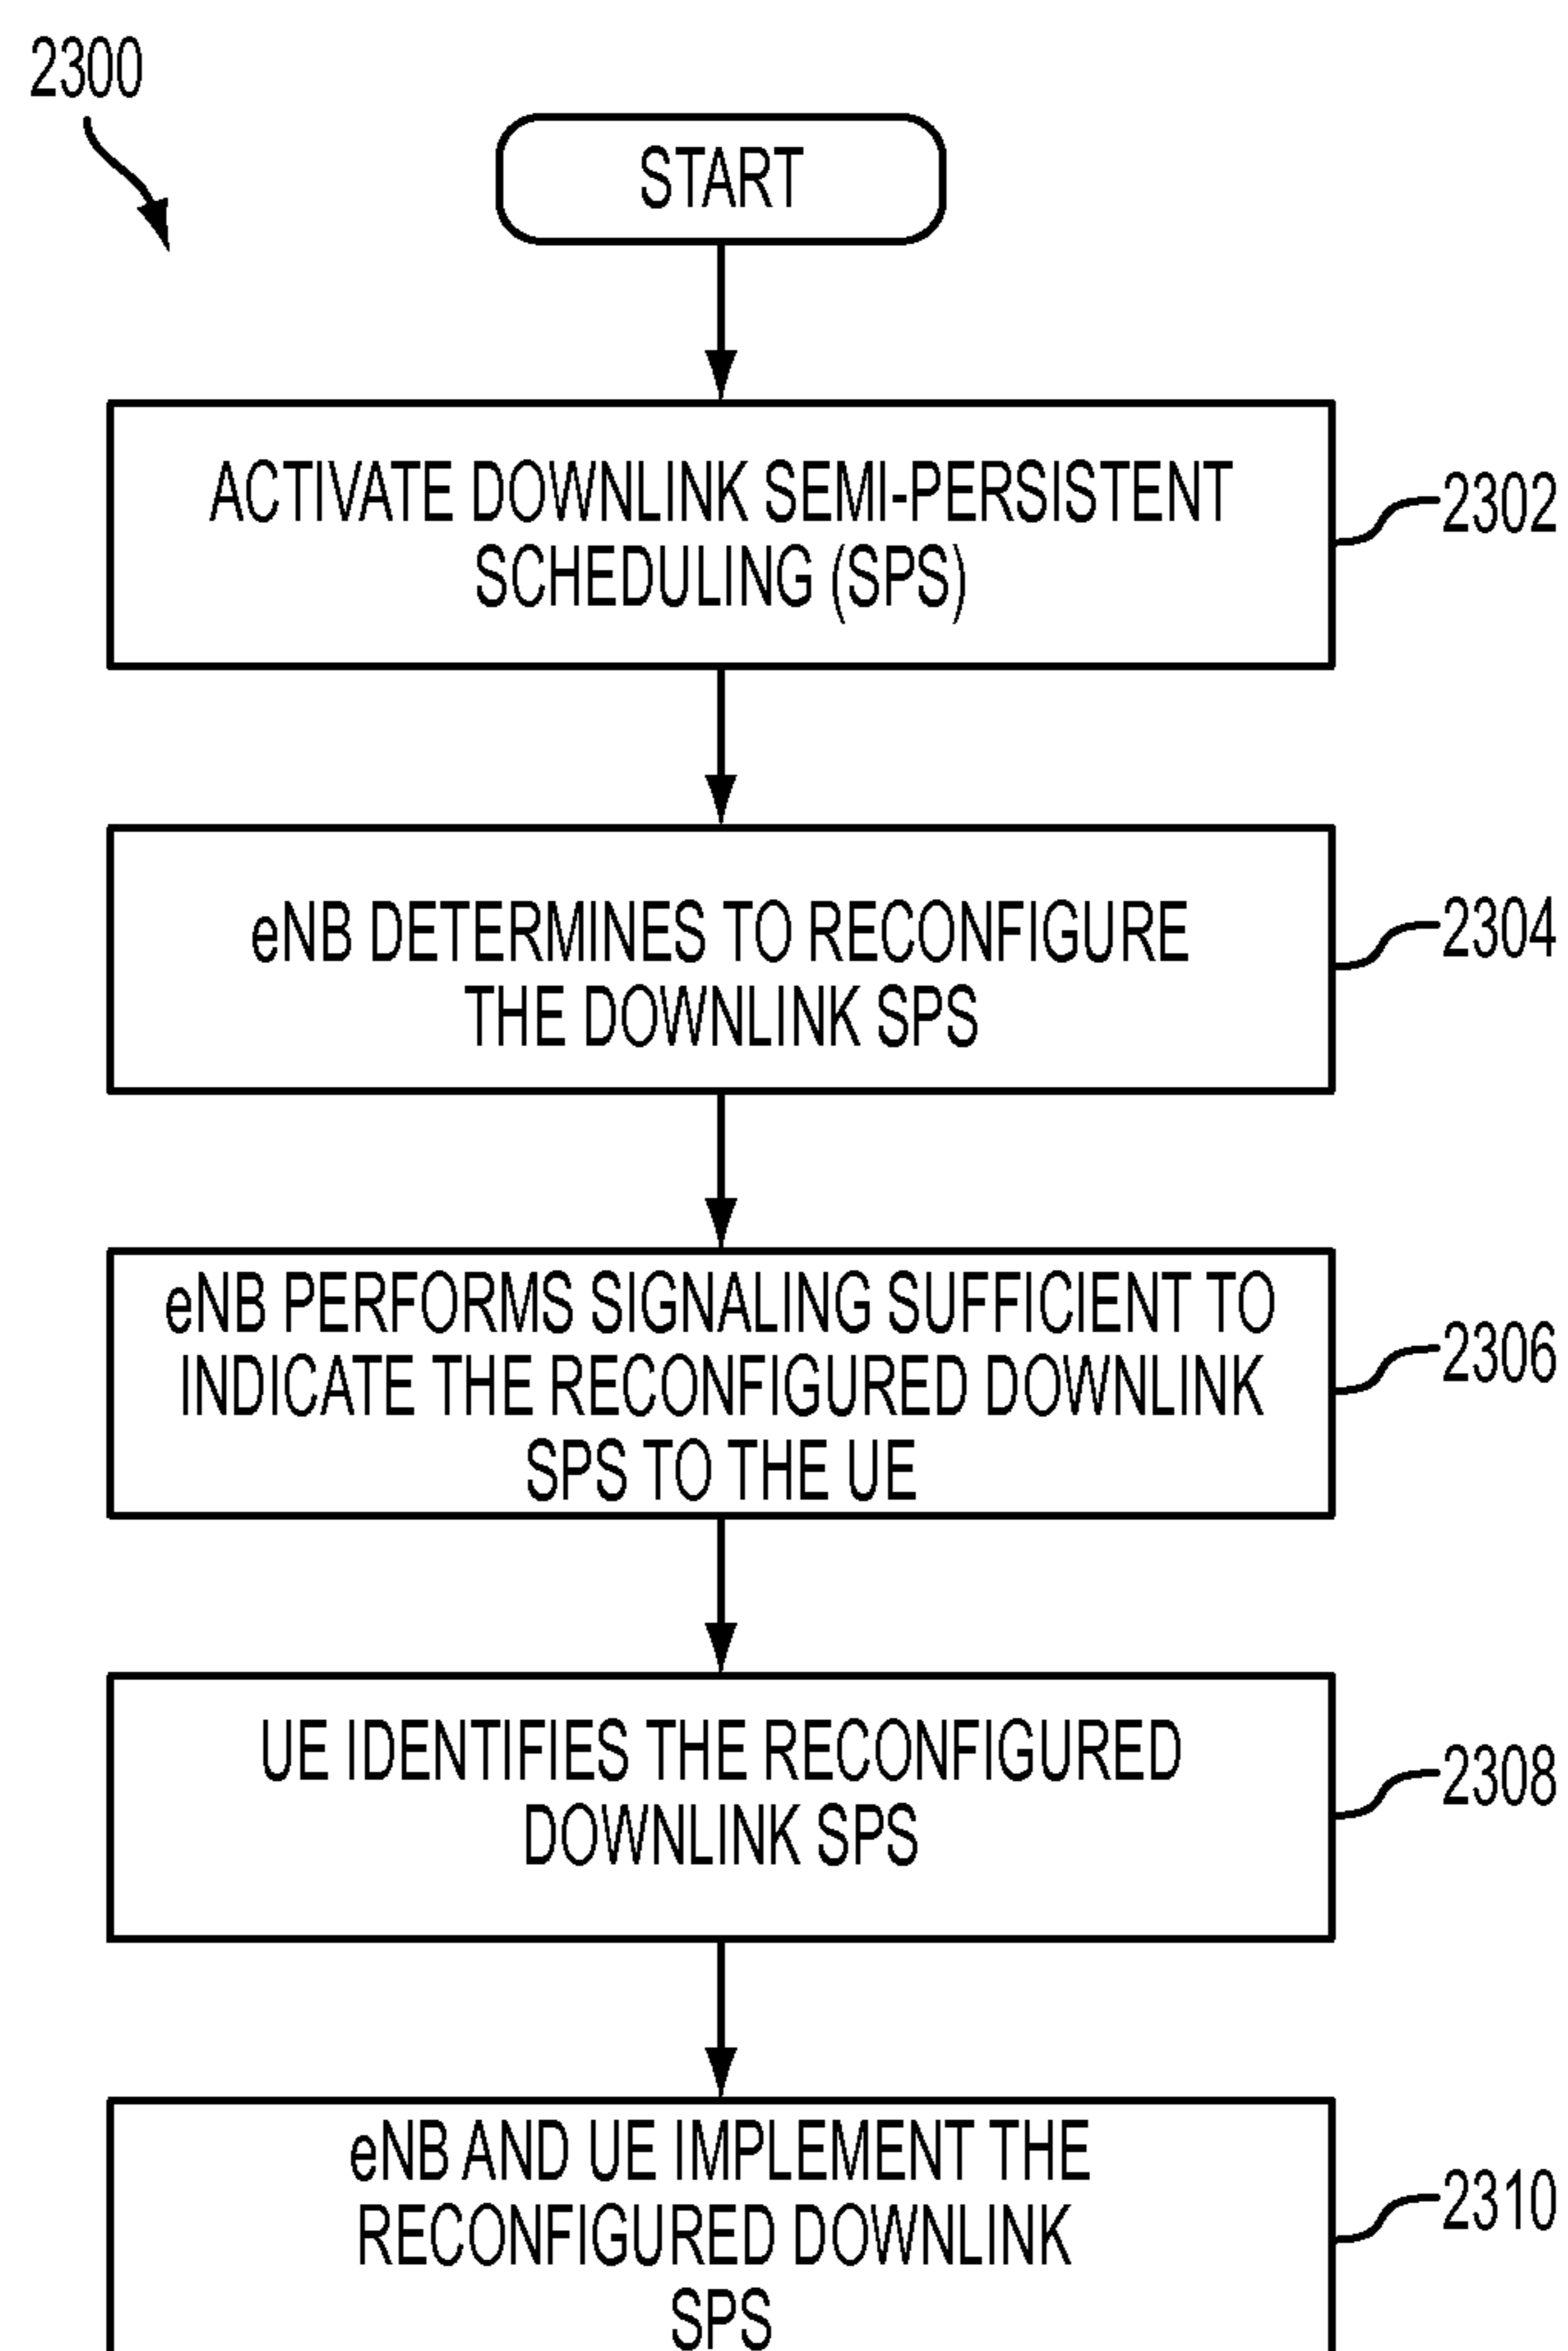 2300
START
ACTIVATE DOWNLINK SEMI-PERSISTENT
SCHEDULING (SPS)
2302
eNB DETERMINES TO RECONFIGURE
THE DOWNLINK SPS
2304
eNB PERFORMS SIGNALING SUFFICIENT TO
INDICATE THE RECONFIGURED DOWNLINK
SPS TO THE UE
2306
UE IDENTIFIES THE RECONFIGURED
DOWNLINK SPS
2308
eNB AND UE IMPLEMENT THE
RECONFIGURED DOWNLINK
SPS
2310